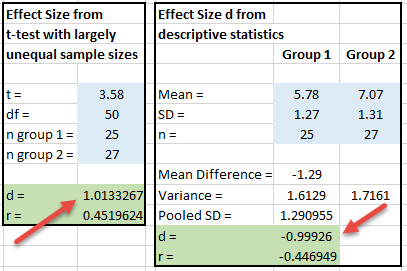 Effect Size from
t-test with largely
unequal sample sizes
t = 3.58
df = 50
n group 1 = 25
n group 2 = 27
d = 1.0133267
r = 0.4519624
Effect Size d from
descriptive statistics
Group 1 Group 2
Mean = 5.78 7.07
SD = 1.27 1.31
n = 25 27
Mean Difference = -1.29
Variance = 1.6129 1.7161
Pooled SD = 1.290955
d = -0.99926
r = -0.446949